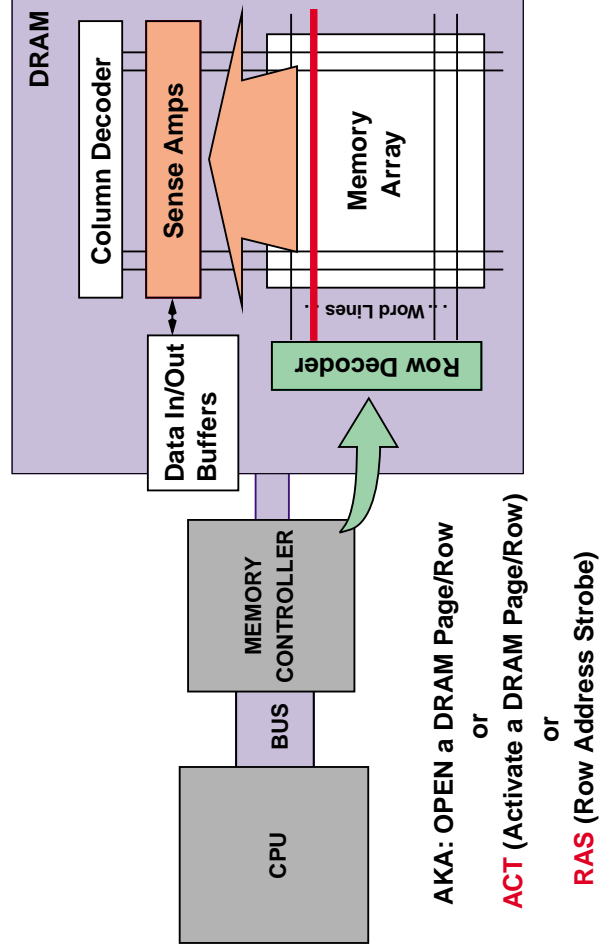 DRAM
Column Decoder
Sense Amps
Data In/Out
Buffers
Memory
Array
... Word Lines ...
Row Decoder
MEMORY
CONTROLLER
BUS
CPU
AKA: OPEN a DRAM Page/Row
or
ACT (Activate a DRAM Page/Row)
or
RAS (Row Address Strobe)